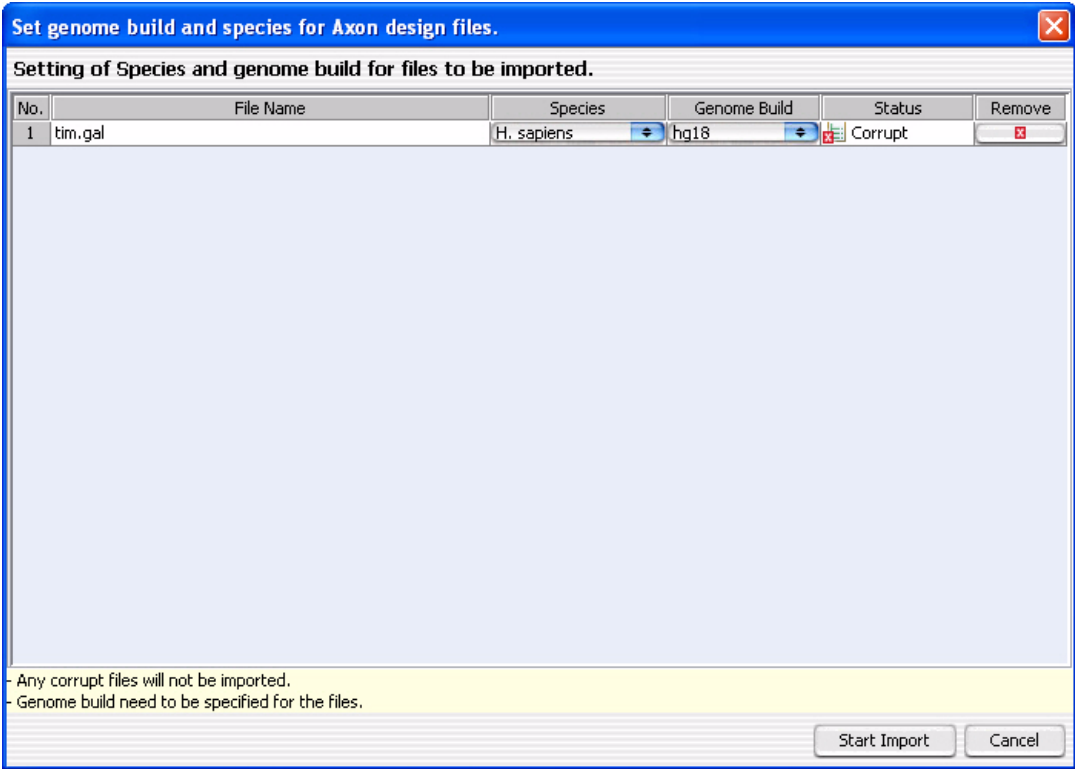 Set genome build and species for Axon design files.
Setting of Species and genome build for files to be imported.
No. File Name Species Genome Build Status Remove
1 tim.gal H. sapiens hg18 Corrupt
- Any corrupt files will not be imported.
- Genome build need to be specified for the files.
Start Import Cancel